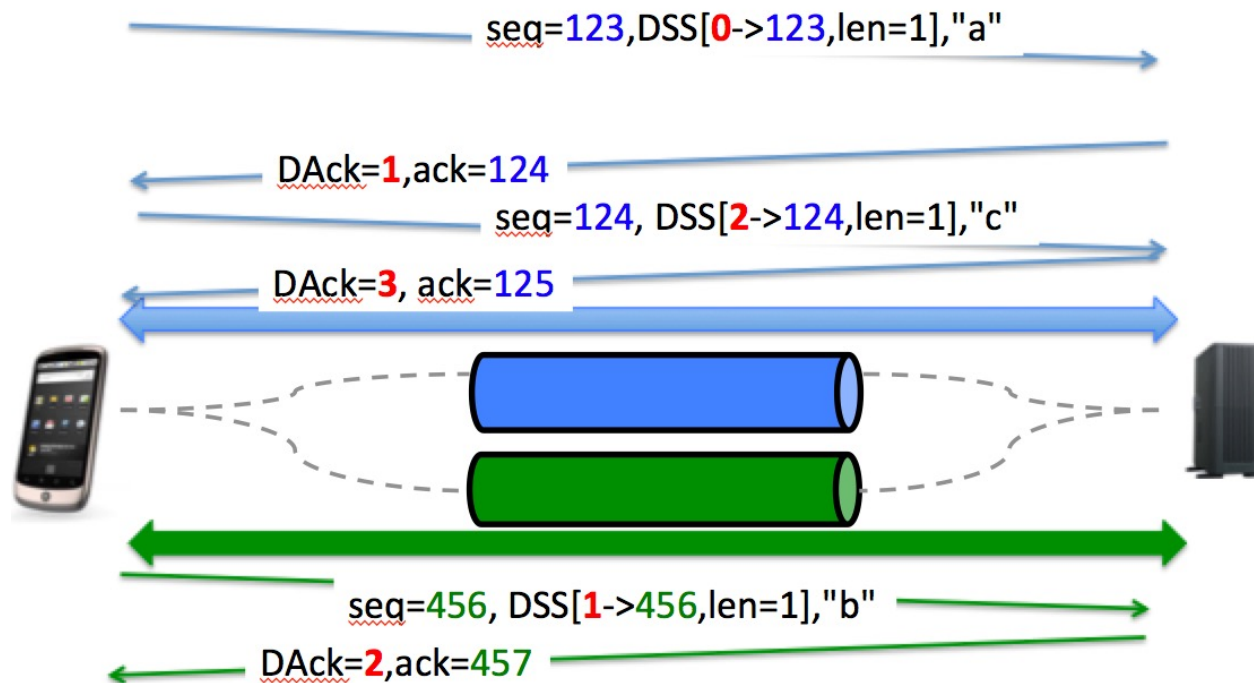 seq=123,DSS[0->123,len=1],"a"
DAck=1,ack=124
seq=124, DSS[2->124,len=1],"c"
DAck=3, ack=125
seq=456, DSS[1->456,len=1],"b"
DAck=2,ack=457